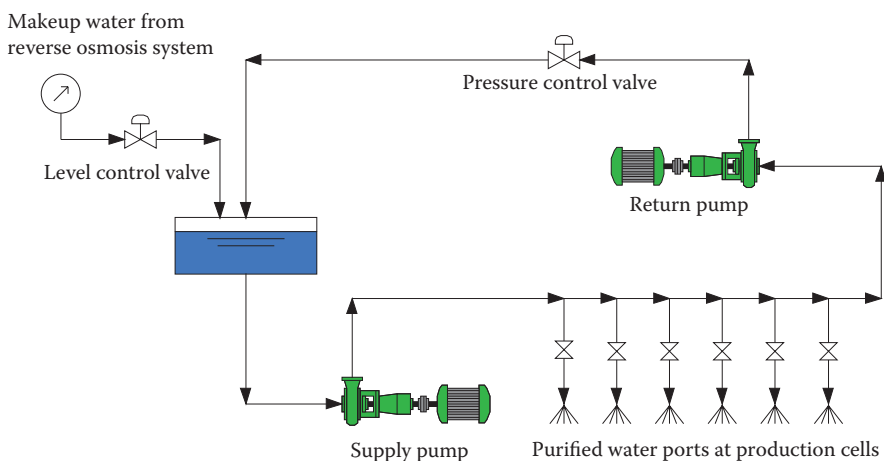 Makeup water from
reverse osmosis system
Pressure control valve
Level control valve
Return pump
Supply pump
Purified water ports at production cells